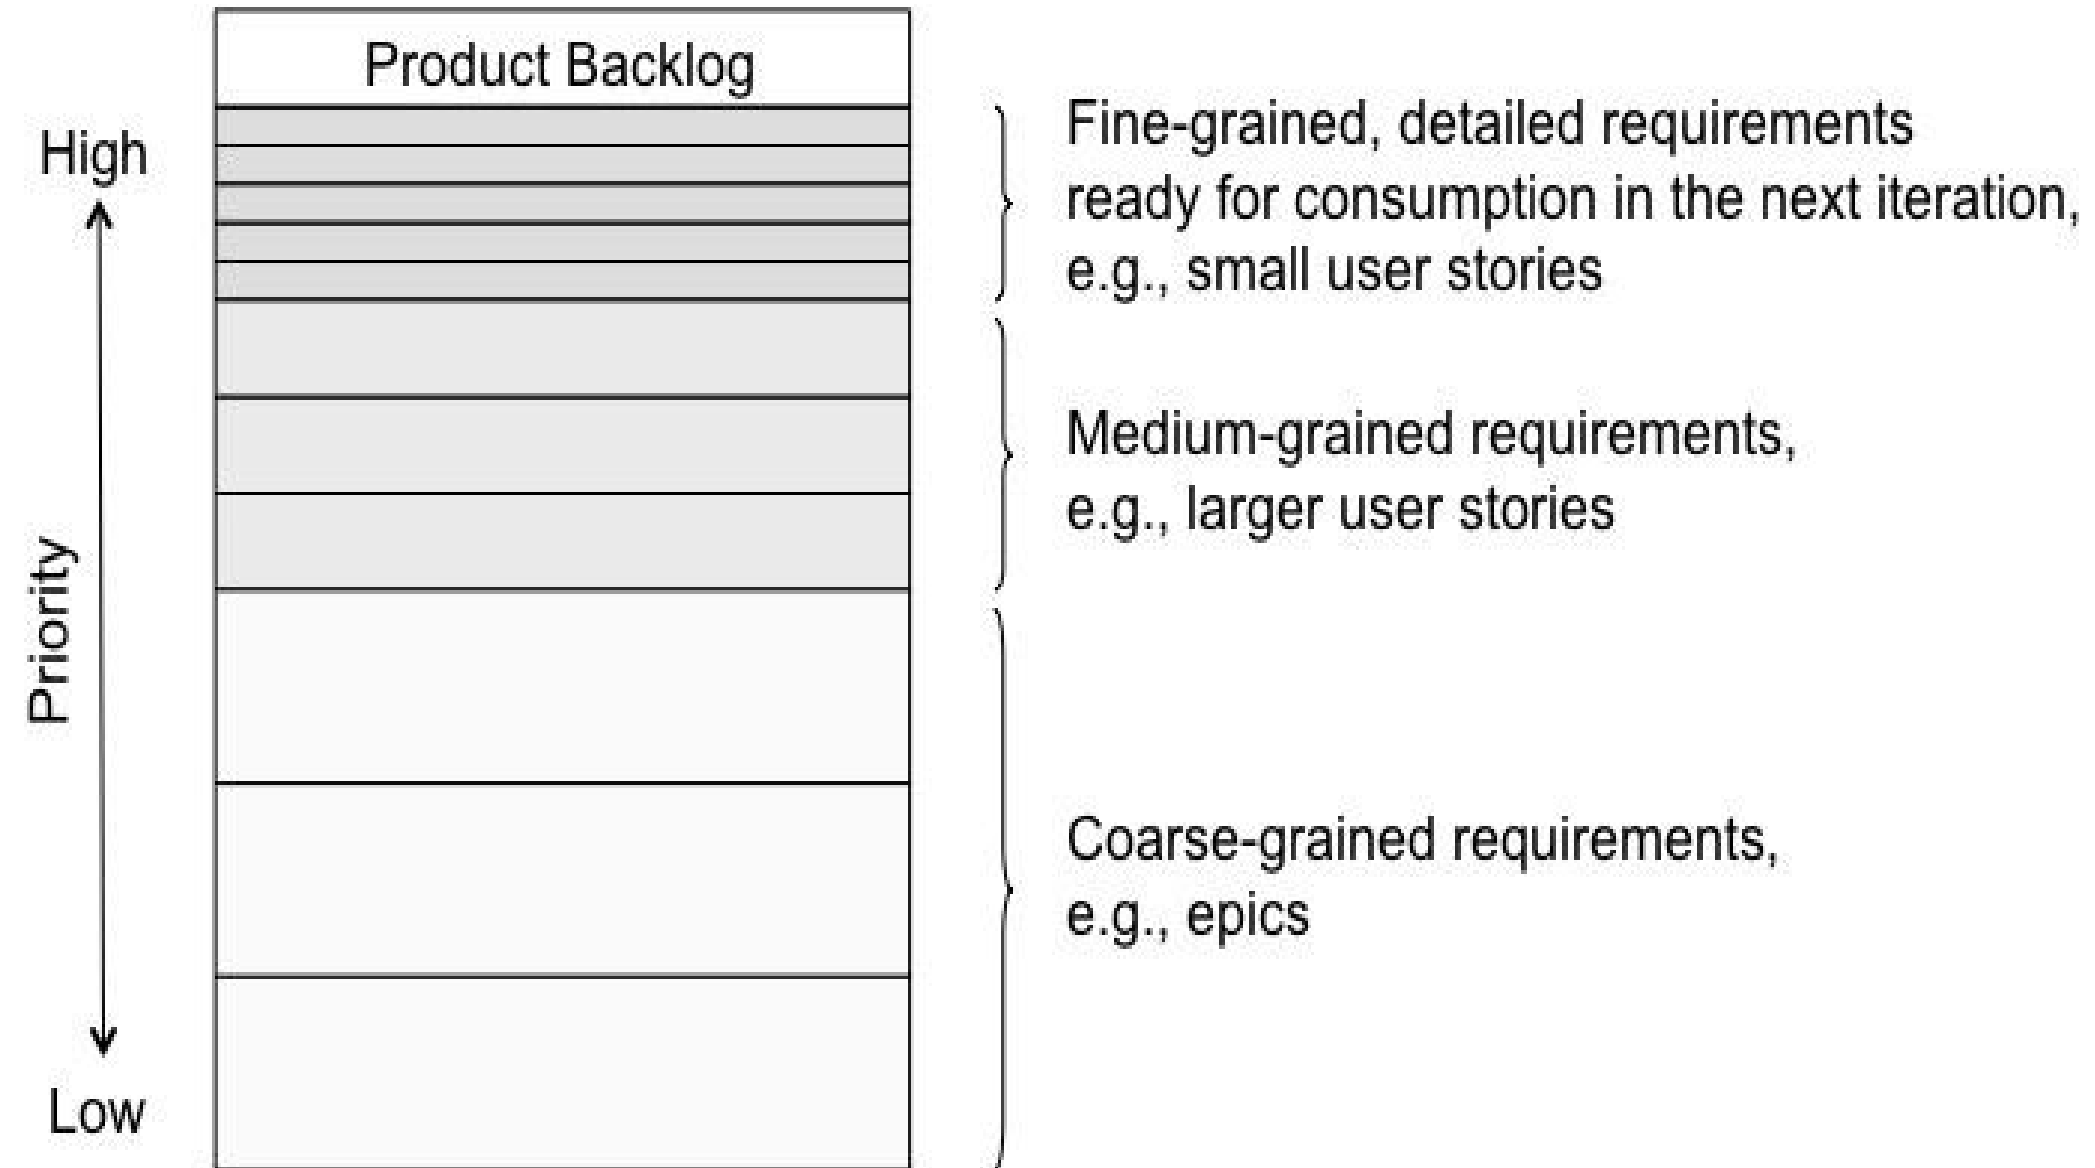 Product Backlog
High
Priority
Low
Fine-grained, detailed requirements
ready for consumption in the next iteration,
e.g., small user stories
Medium-grained requirements,
e.g., larger user stories
Coarse-grained requirements,
e.g., epics